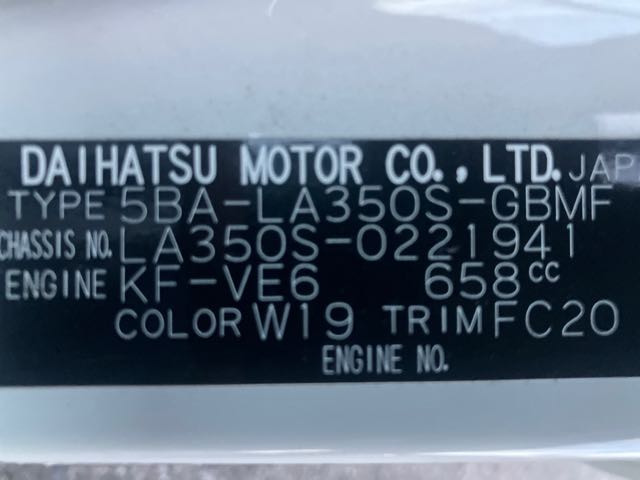 DAIHATSU MOTOR CO., LTD. JAP
TYPE 5BA-LA350S-GBMF
CHASSIS NO. LA350S-0221941
ENGINE KF-VE6 658cc
COLOR W19 TRIM FC20
ENGINE NO.